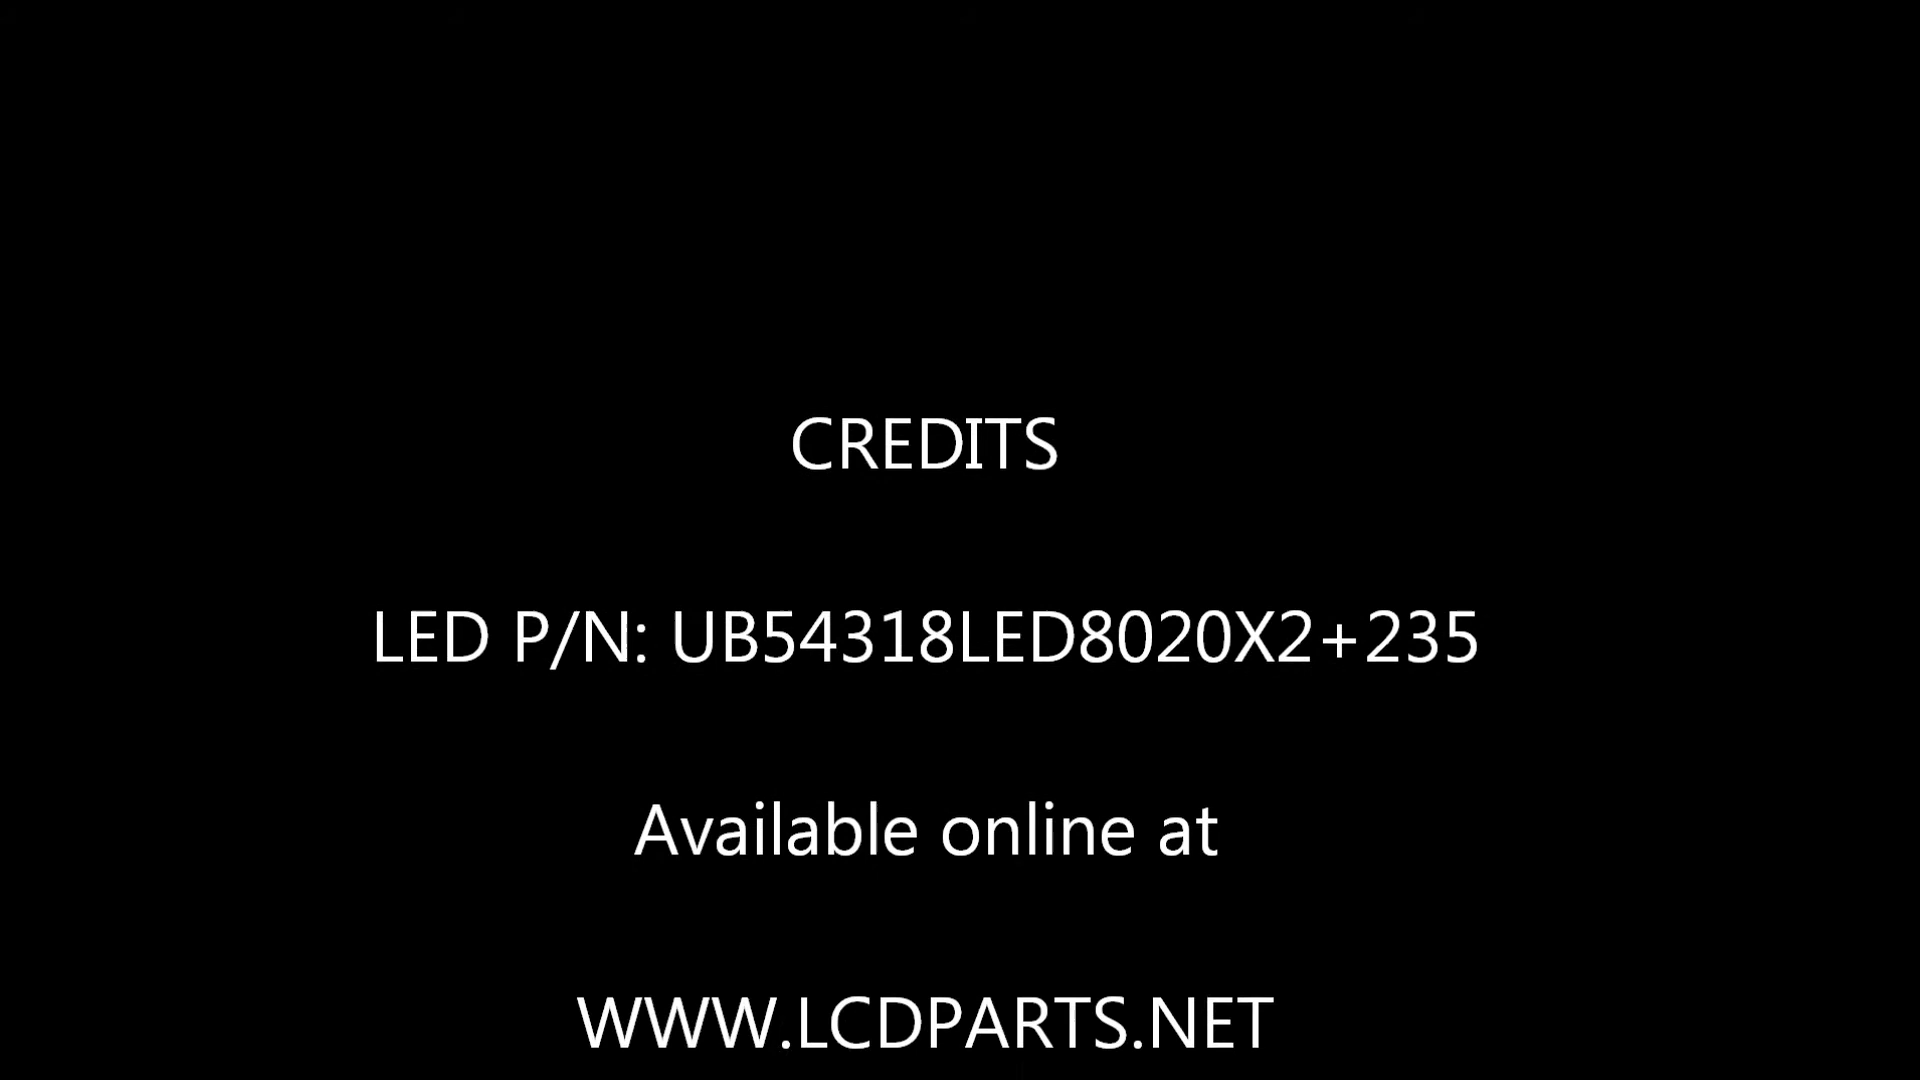 CREDITS
LED P/N: UB54318LED8020X2+235
Available online at
WWW.LCDPARTS.NET